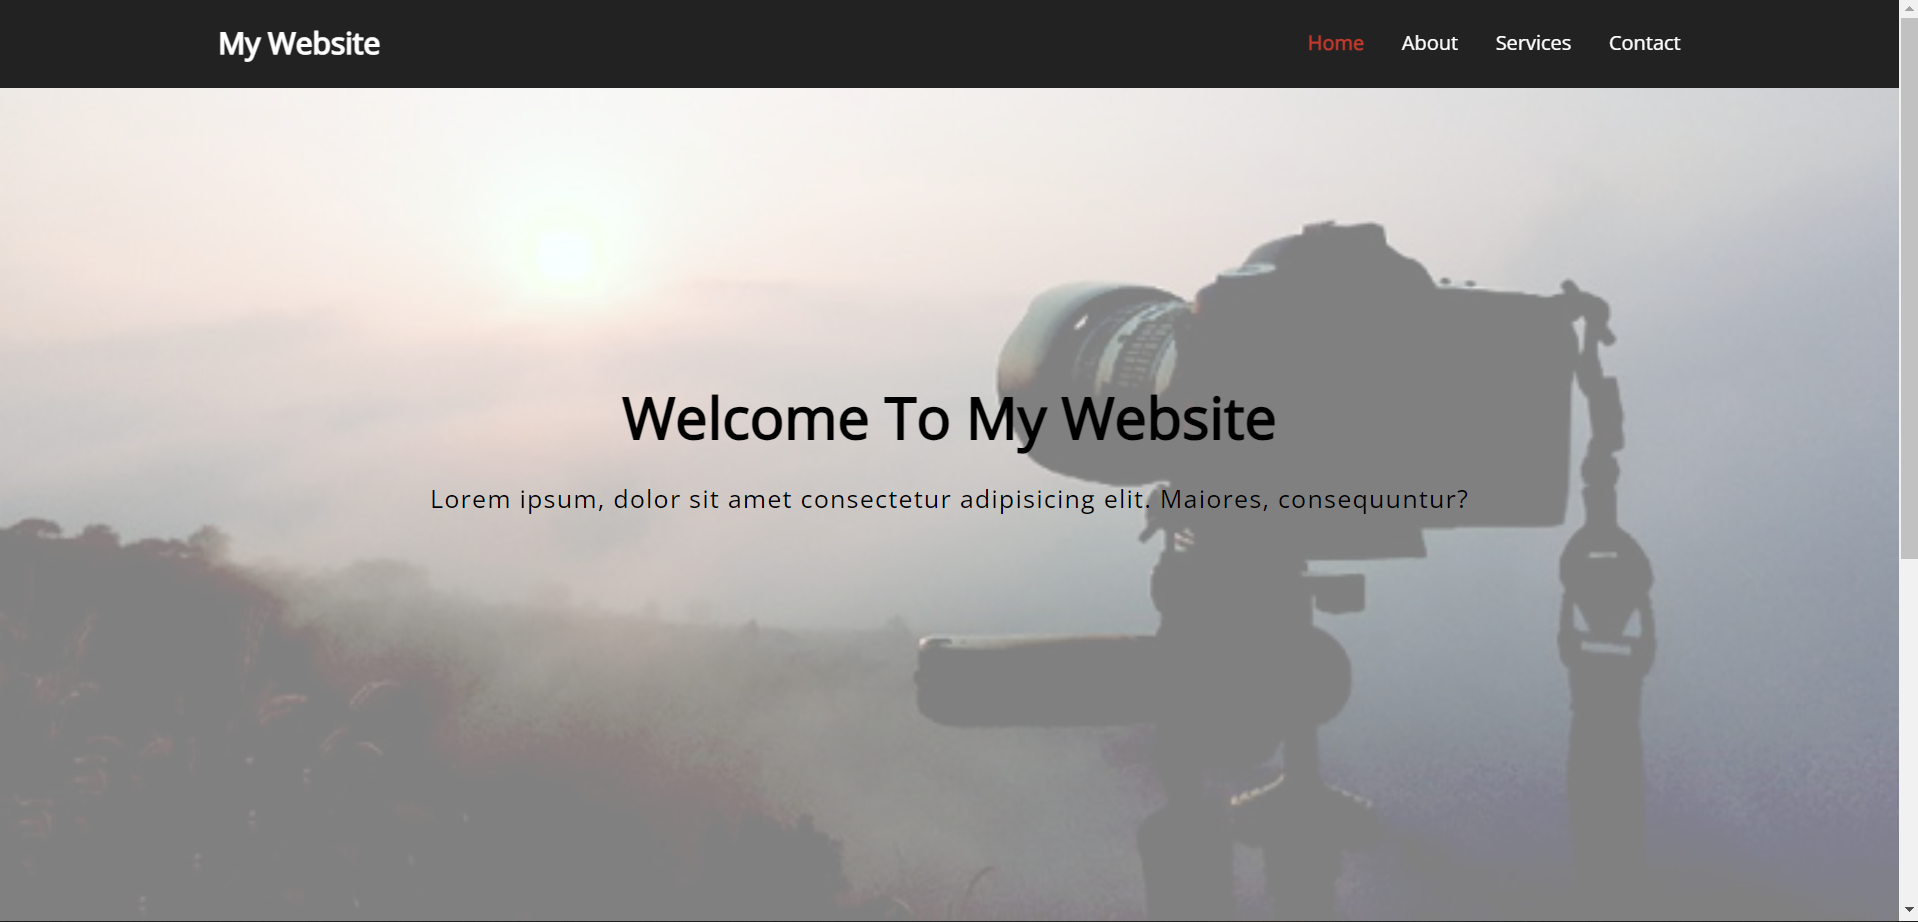 My Website
Home About Services Contact
Welcome To My Website
Lorem ipsum, dolor sit amet consectetur adipisicing elit. Maiores, consequuntur?